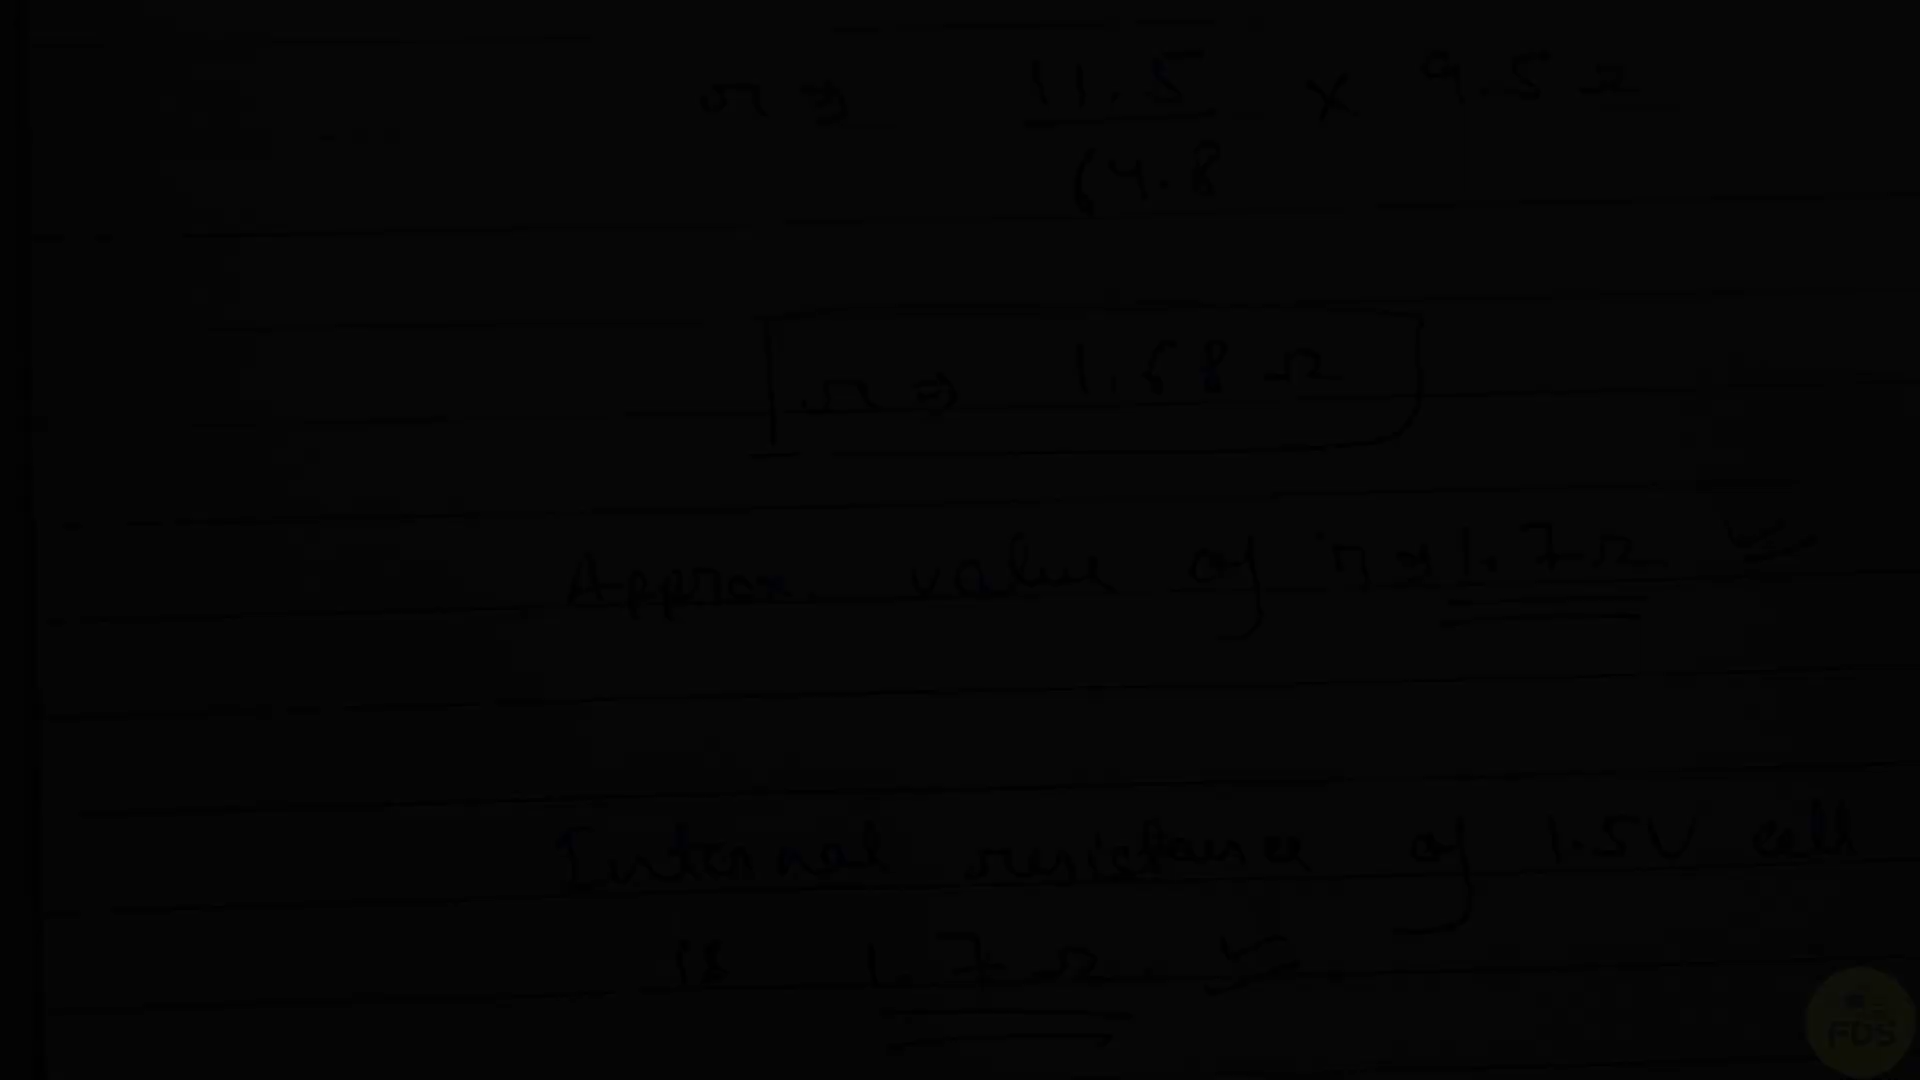 r ⇒ 11.5 / 64.8 × 9.5 Ω
r ⇒ 1.68 Ω
Approx value of r ⇒ 1.7 Ω
Internal resistance of 1.5V cell
is 1.7 Ω
FDS